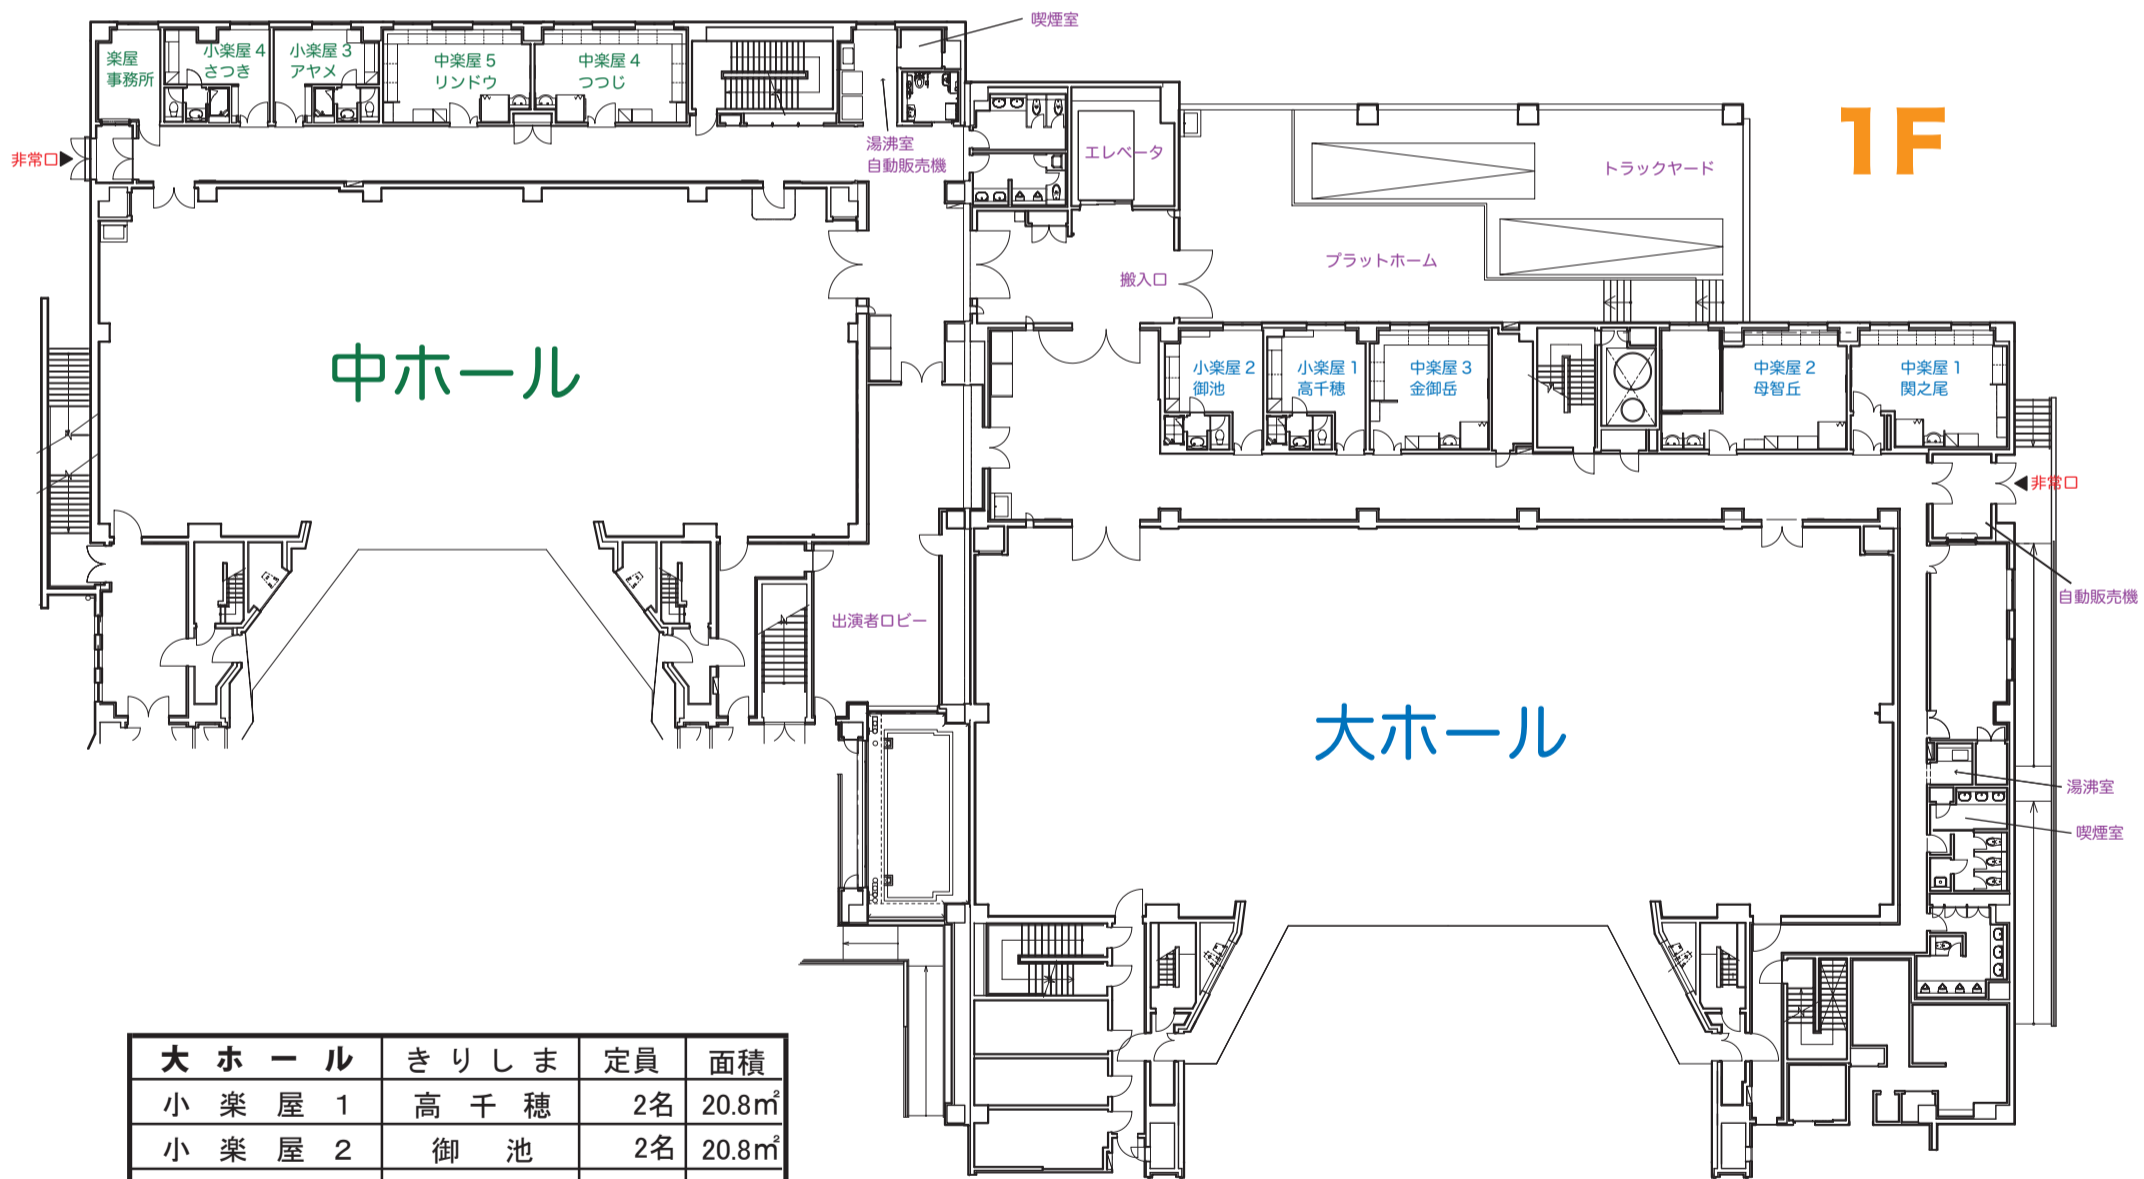 喫煙室
楽屋
事務所
小楽屋4
さつき
小楽屋3
アヤメ
中楽屋5
リンドウ
中楽屋4
つつじ
1F
非常口
湯沸室
自動販売機
エレベータ
トラックヤード
プラットホーム
搬入口
中ホール
小楽屋2
御池
小楽屋1
高千穂
中楽屋3
金御岳
中楽屋2
母智丘
中楽屋1
関之尾
非常口
自動販売機
出演者ロビー
大ホール
湯沸室
喫煙室
大ホール きりしま 定員 面積
小楽屋1 高千穂 2名 20.8㎡
小楽屋2 御池 2名 20.8㎡